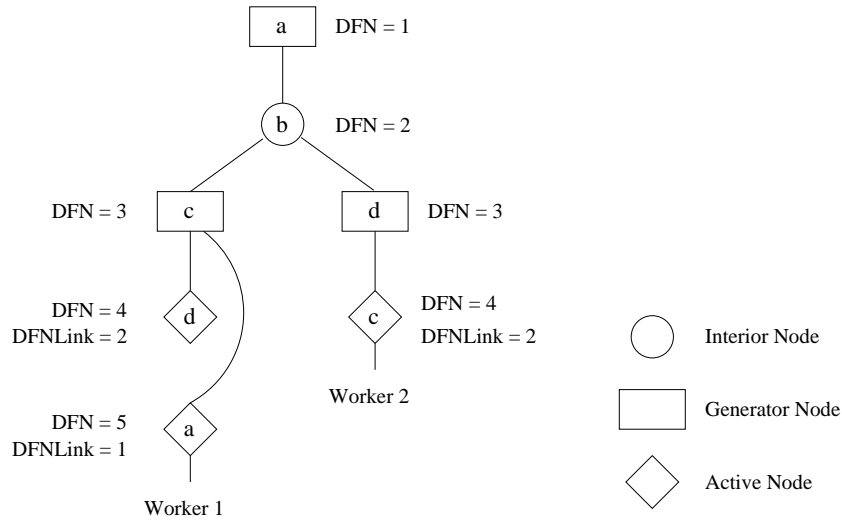 a DFN = 1
b DFN = 2
DFN = 3 c d DFN = 3
DFN = 4
DFNLink = 2
d
c
DFN = 4
DFNLink = 2
Worker 2
DFN = 5
DFNLink = 1
a
Worker 1
Interior Node
Generator Node
Active Node